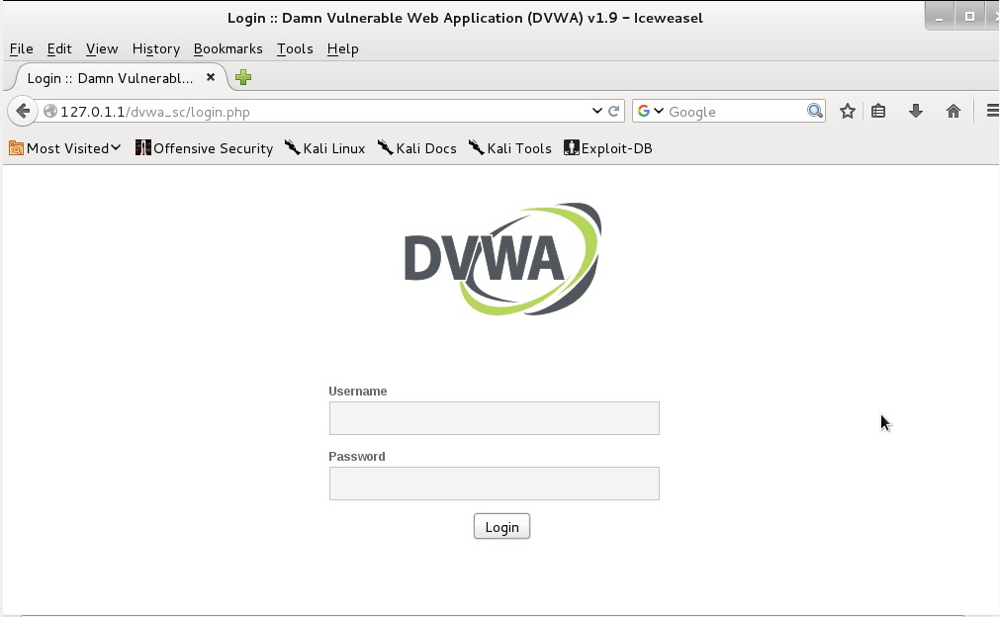 Login :: Damn Vulnerable Web Application (DVWA) v1.9 – Iceweasel
File Edit View History Bookmarks Tools Help
Login :: Damn Vulnerabl...
127.0.1.1/dvwa_sc/login.php Google
Most Visited Offensive Security Kali Linux Kali Docs Kali Tools Exploit-DB
DVWA
Username
Password
Login